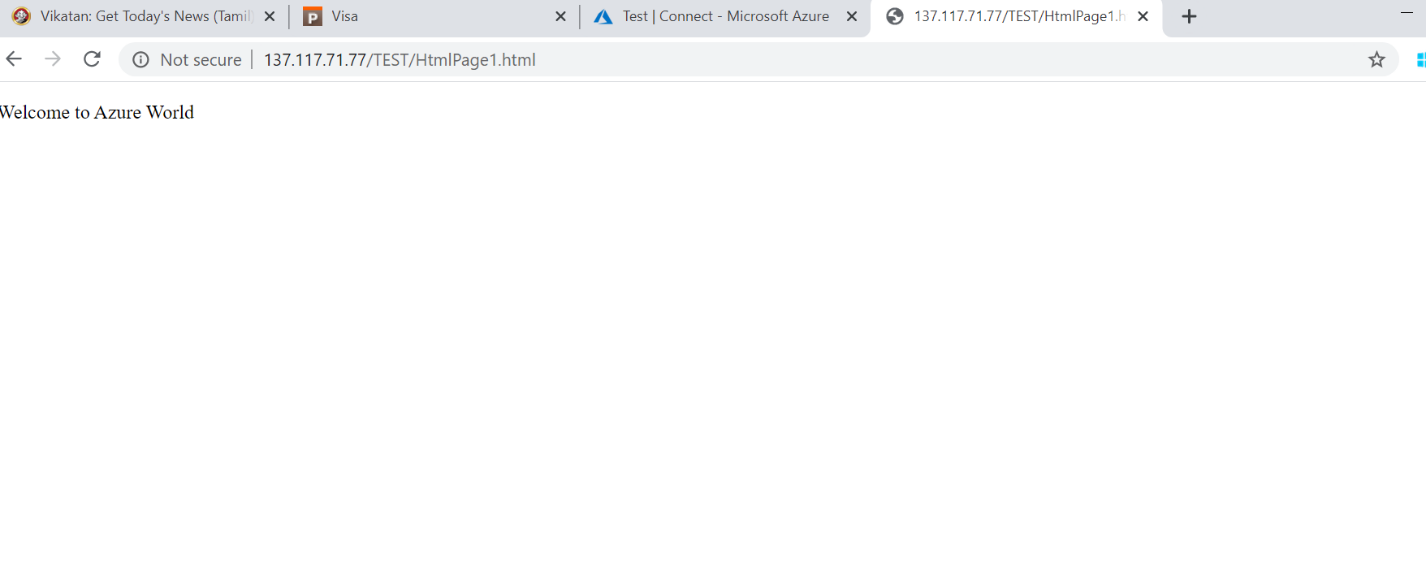 Vikatan: Get Today's News (Tamil
Visa
Test | Connect - Microsoft Azure
137.117.71.77/TEST/HtmlPage1.h
Not secure | 137.117.71.77/TEST/HtmlPage1.html
Welcome to Azure World